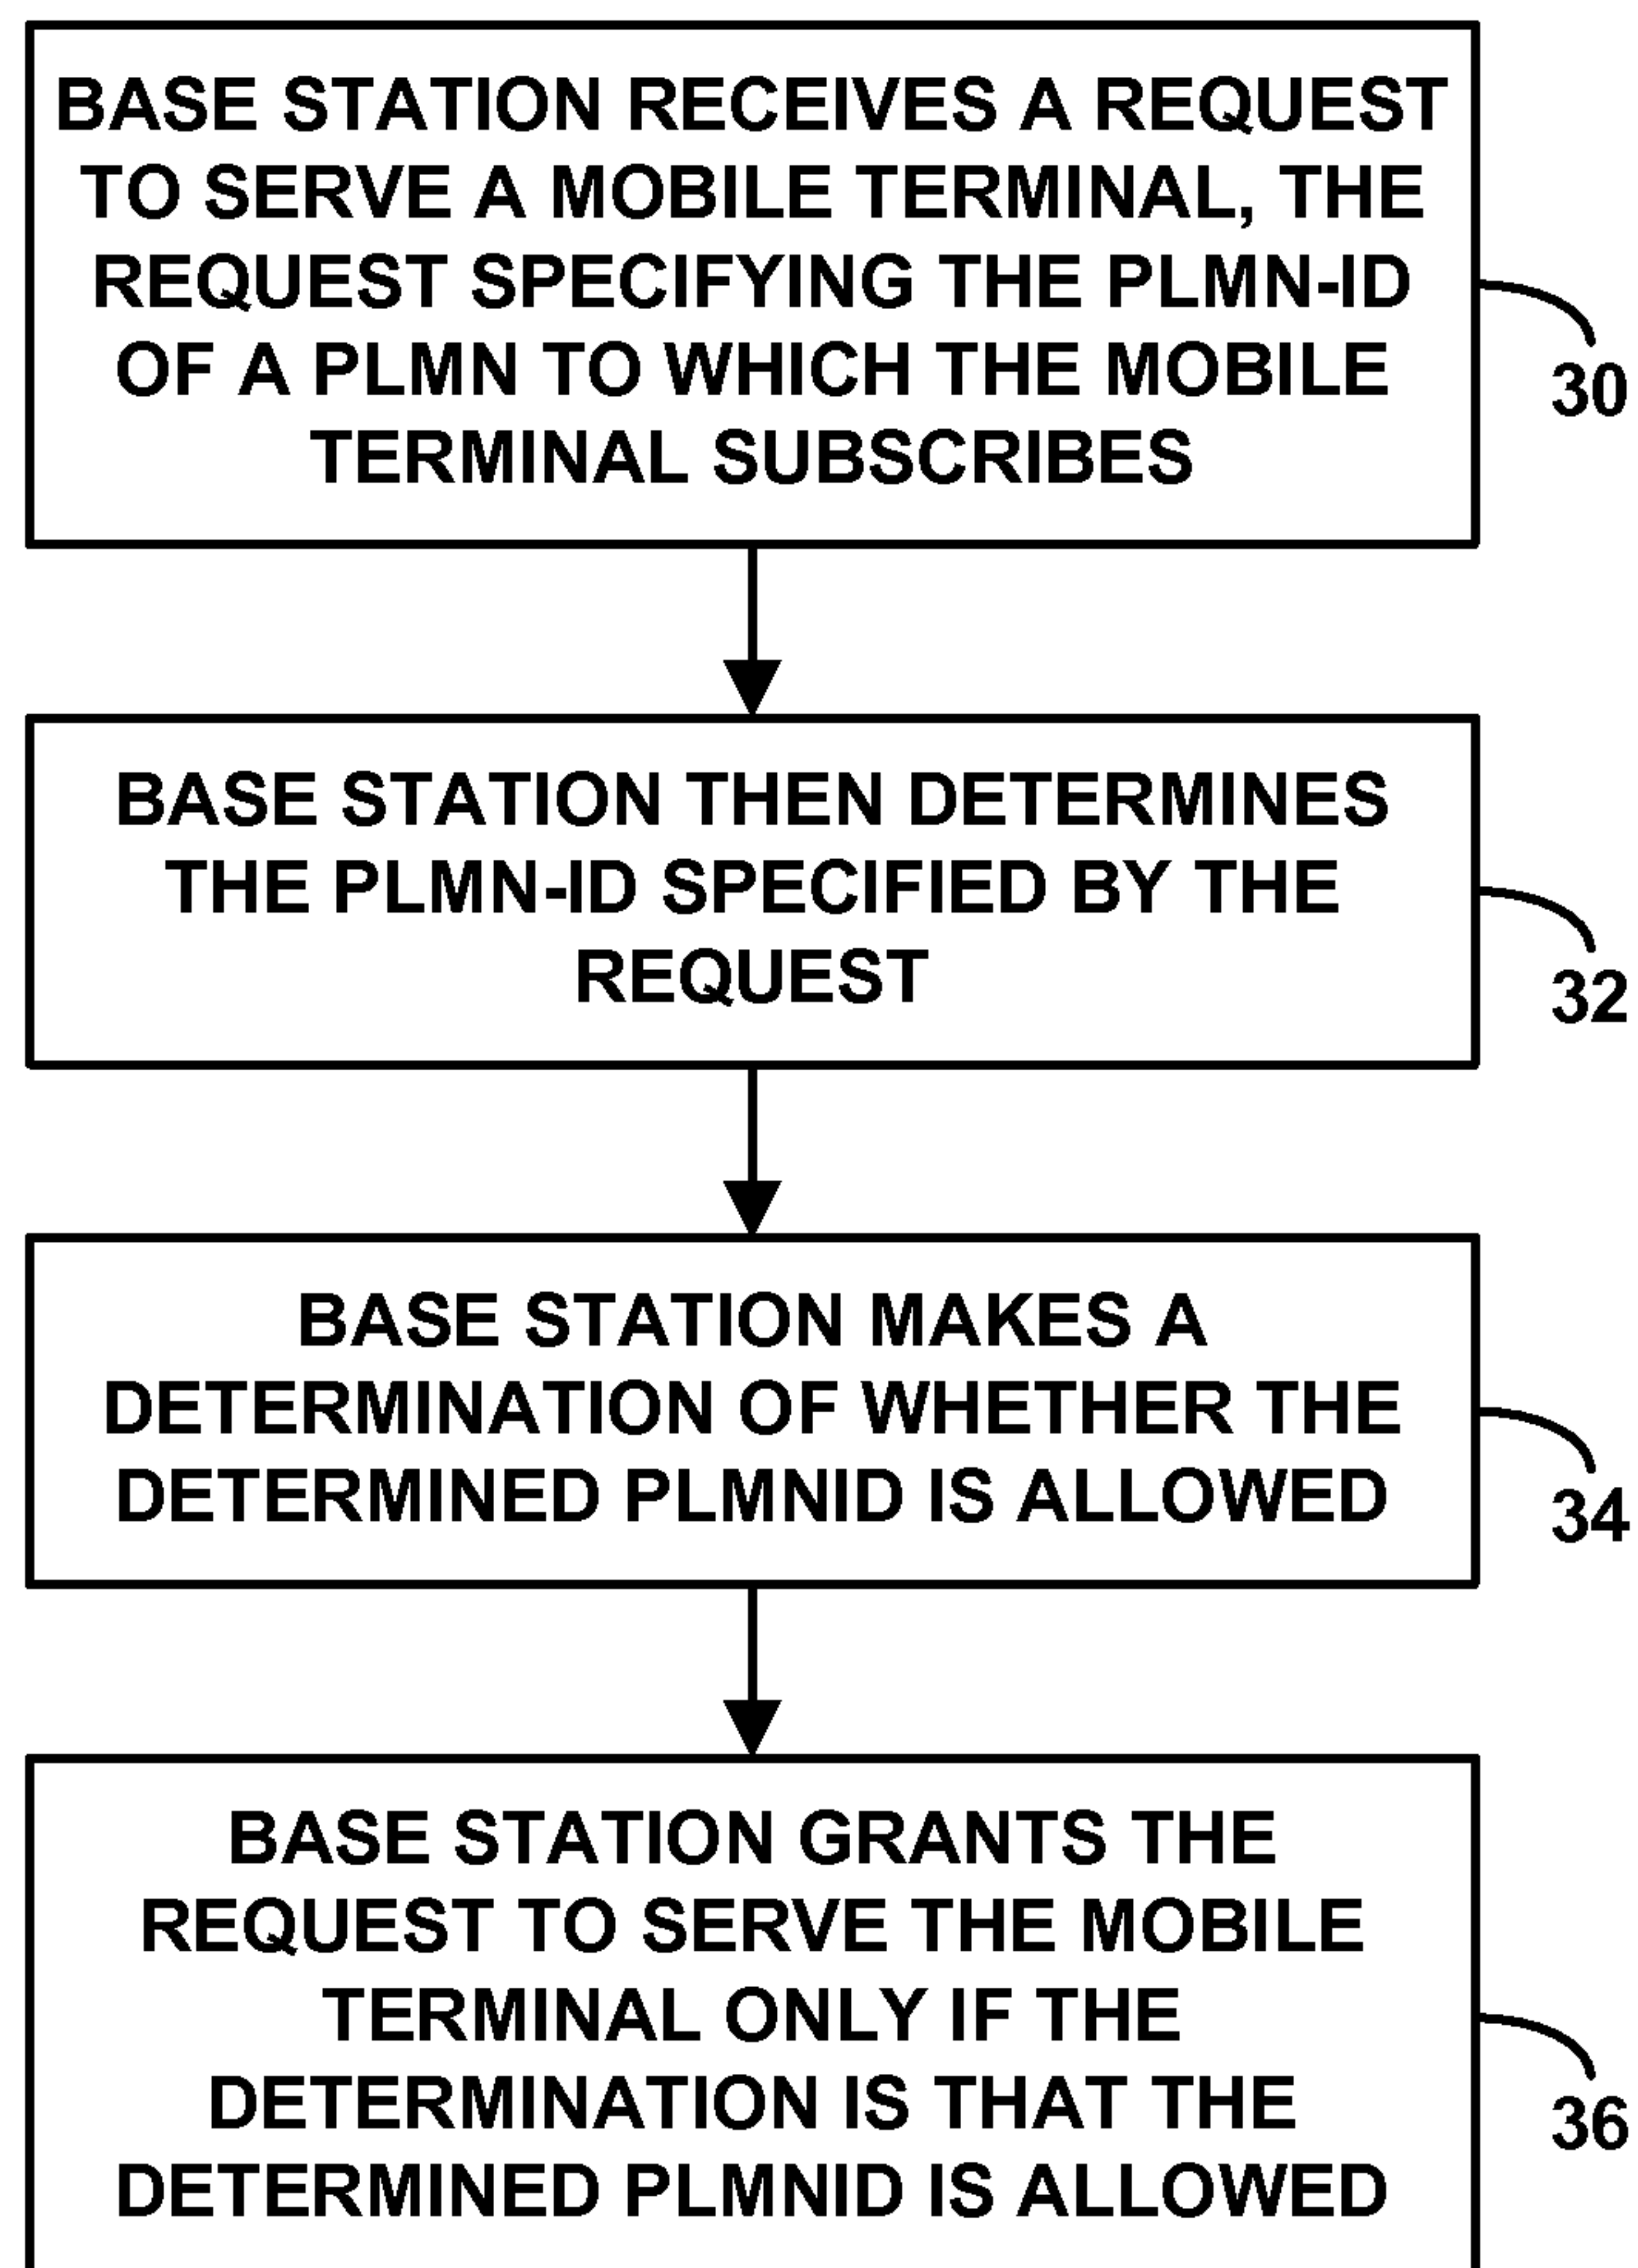 BASE STATION RECEIVES A REQUEST
TO SERVE A MOBILE TERMINAL, THE
REQUEST SPECIFYING THE PLMN-ID
OF A PLMN TO WHICH THE MOBILE
TERMINAL SUBSCRIBES
30
BASE STATION THEN DETERMINES
THE PLMN-ID SPECIFIED BY THE
REQUEST
32
BASE STATION MAKES A
DETERMINATION OF WHETHER THE
DETERMINED PLMNID IS ALLOWED
34
BASE STATION GRANTS THE
REQUEST TO SERVE THE MOBILE
TERMINAL ONLY IF THE
DETERMINATION IS THAT THE
DETERMINED PLMNID IS ALLOWED
36